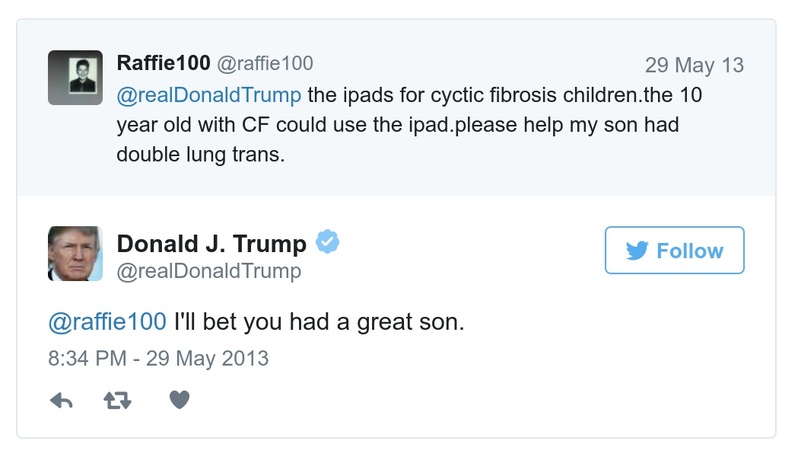 Raffie100 @raffie100
29 May 13
@realDonaldTrump the ipads for cyctic fibrosis children.the 10
year old with CF could use the ipad.please help my son had
double lung trans.
Donald J. Trump
@realDonaldTrump
Follow
@raffie100 I'll bet you had a great son.
8:34 PM - 29 May 2013